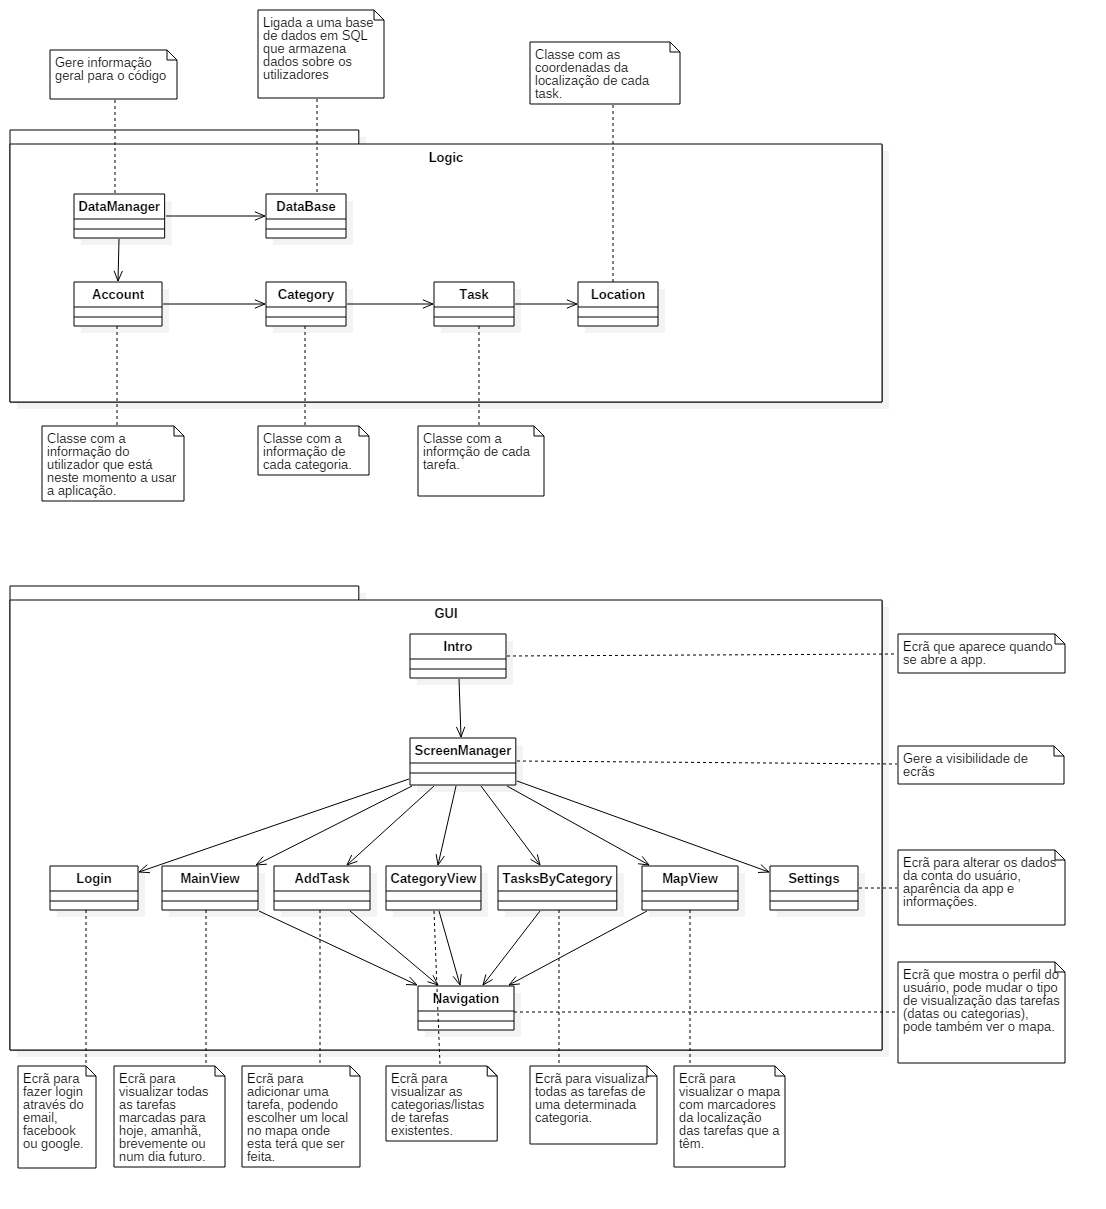 Ligada a uma base
de dados em SQL
que armazena
dados sobre os
utilizadores
Gere informação
geral para o código
Classe com as
coordenadas da
localização de cada
task.
Logic
DataManager
DataBase
Account
Category
Task
Location
Classe com a
informação do
utilizador que está
neste momento a usar
a aplicação.
Classe com a
informação de
cada categoria.
Classe com a
informção de cada
tarefa.
GUI
Intro
Ecrã que aparece quando
se abre a app.
ScreenManager
Gere a visibilidade de
ecrãs
Login
MainView
AddTask
CategoryView
TasksByCategory
MapView
Settings
Ecrã para alterar os dados
da conta do usuário,
aparência da app e
informações.
Navigation
Ecrã que mostra o perfil do
usuário, pode mudar o tipo
de visualização das tarefas
(datas ou categorias),
pode também ver o mapa.
Ecrã para
fazer login
através do
email,
facebook
ou google.
Ecrã para
visualizar todas
as tarefas
marcadas para
hoje, amanhã,
brevemente ou
num dia futuro.
Ecrã para
adicionar uma
tarefa, podendo
escolher um local
no mapa onde
esta terá que ser
feita.
Ecrã para
visualizar as
categorias/listas
de tarefas
existentes.
Ecrã para visualizar
todas as tarefas de
uma determinada
categoria.
Ecrã para
visualizar o mapa
com marcadores
da localização
das tarefas que a
têm.